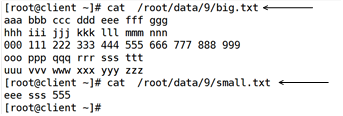 [root@client ~]# cat  /root/data/9/big.txt
aaa bbb ccc ddd eee fff ggg
hhh iii jjj kkk lll mmm nnn
000 111 222 333 444 555 666 777 888 999
ooo ppp qqq rrr sss ttt
uuu vvv www xxx yyy zzz
[root@client ~]# cat  /root/data/9/small.txt
eee sss 555
[root@client ~]#